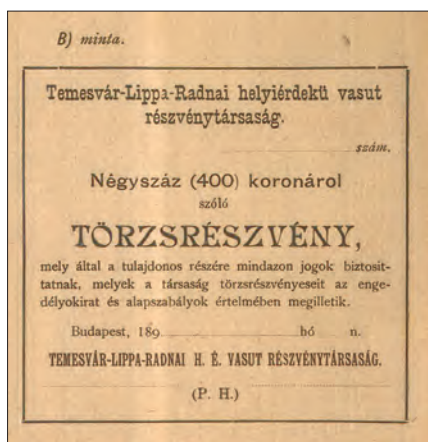 B) minta.
Temesvár-Lippa-Radnai helyiérdekü vasut
részvénytársaság.
szám.
Négyszáz (400) koronárol
szóló
TÖRZSRÉSZVÉNY,
mely által a tulajdonos részére mindazon jogok biztosit-
tatnak, melyek a társaság törzsrészvényeseit az enge-
délyokirat és alapszabályok értelmében megilletik.
Budapest, 189 hó n.
TEMESVÁR-LIPPA-RADNAI H. É. VASUT RÉSZVÉNYTÁRSASÁG.
(P. H.)